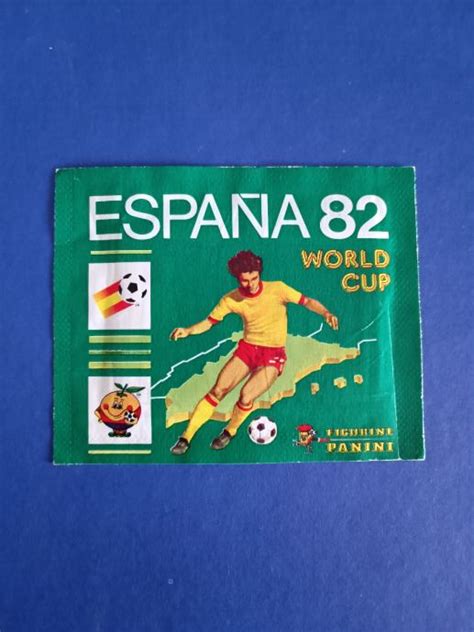 ESPAÑA 82
WORLD
CUP
FIGURINE
PANINI